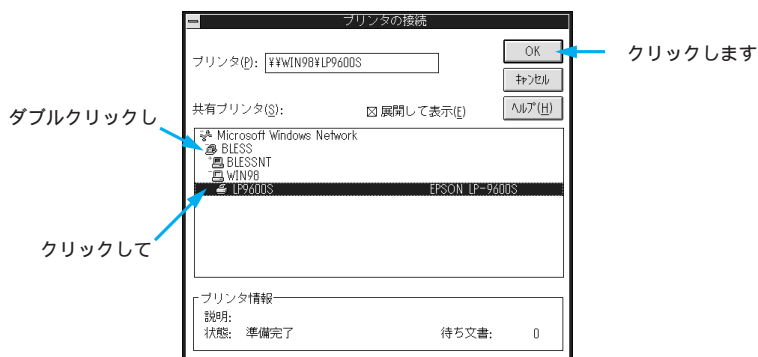 プリンタの接続
プリンタ(P): ¥¥WIN98¥LP9600S
OK
クリックします
キャンセル
共有プリンタ(S):
展開して表示(E)
ヘルプ(H)
ダブルクリックし
Microsoft Windows Network
BLESS
BLESSNT
WIN98
LP9600S EPSON LP-9600S
クリックして
プリンタ情報
説明:
状態: 準備完了 待ち文書: 0